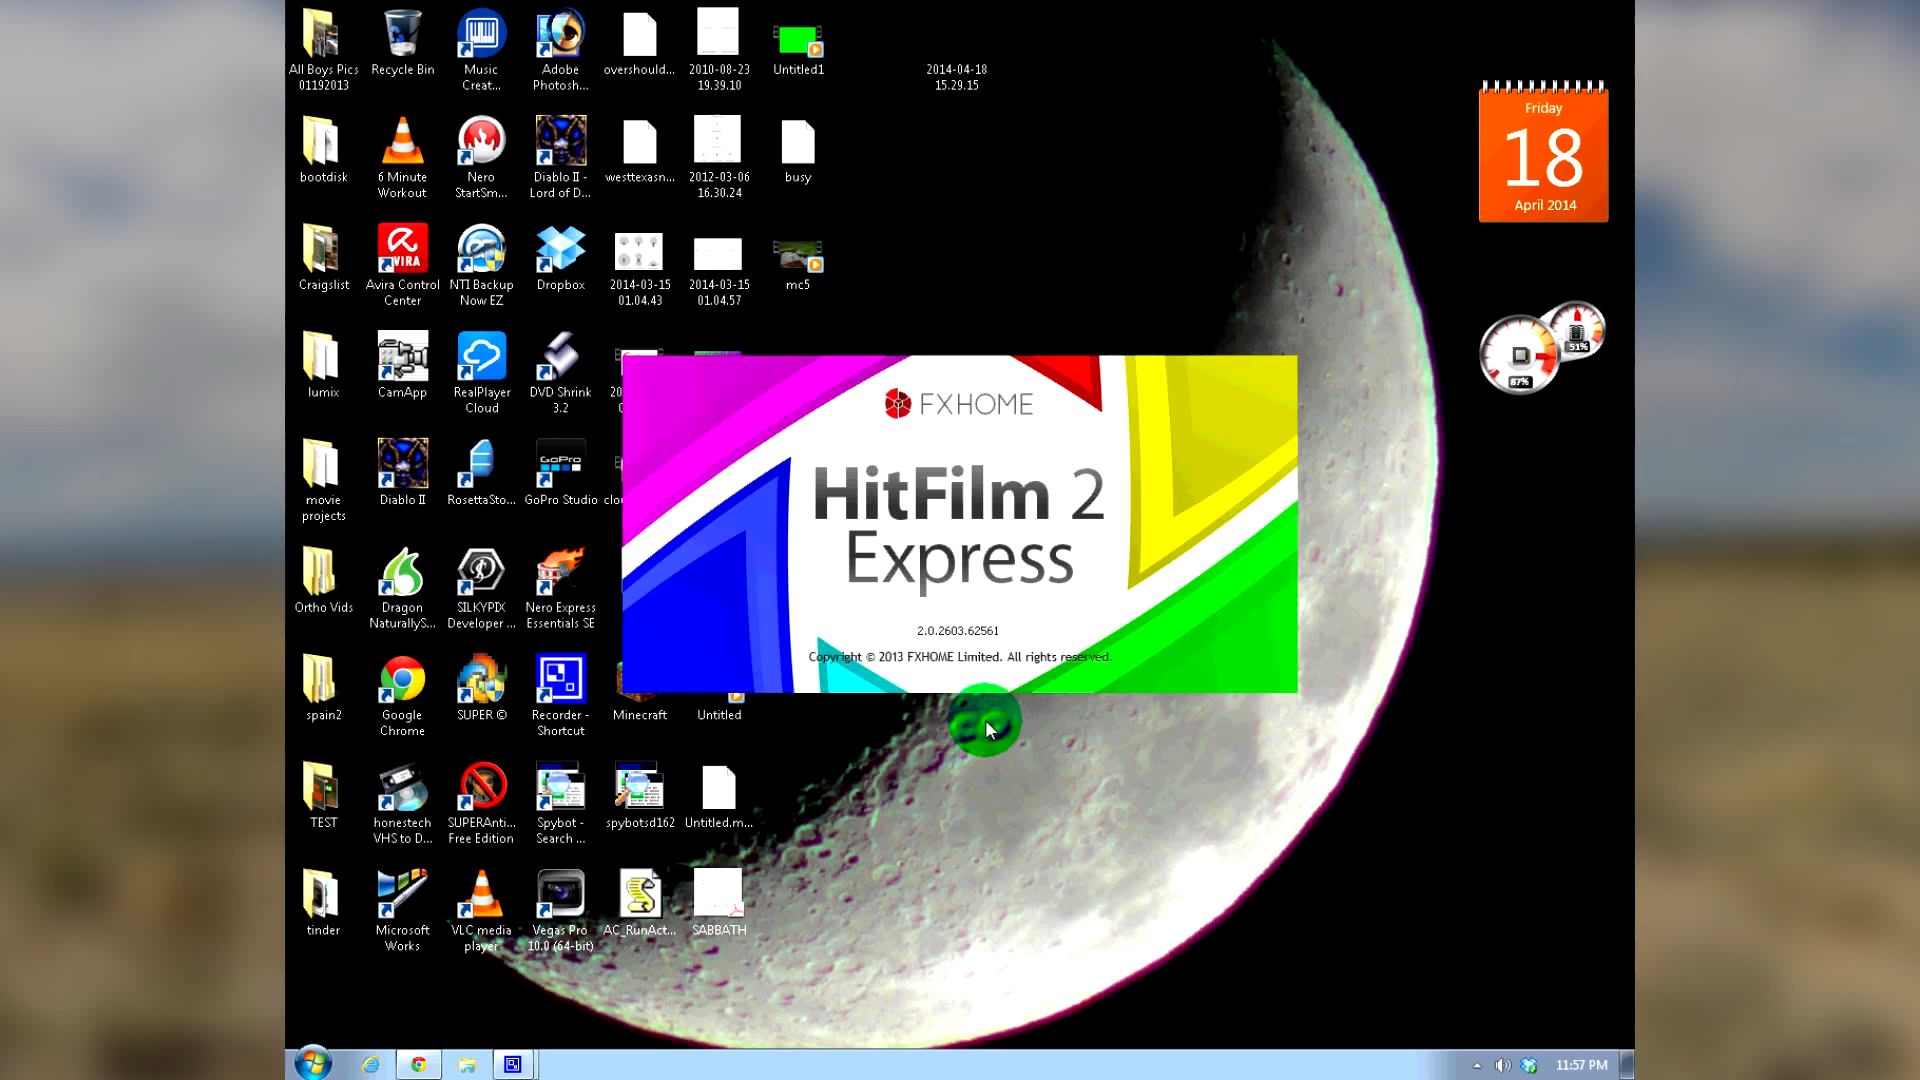 All Boys Pics
01192013
Recycle Bin
Music
Creat...
Adobe
Photosh...
overshould...
2010-08-23
19.39.10
Untitled1
2014-04-18
15.29.15
bootdisk
6 Minute
Workout
Nero
StartSm...
Diablo II -
Lord of D...
westtexasn...
2012-03-06
16.30.24
busy
Craigslist
Avira Control
Center
NTI Backup
Now EZ
Dropbox
2014-03-15
01.04.43
2014-03-15
01.04.57
mc5
VIRA
lumix
CamApp
RealPlayer
Cloud
DVD Shrink
3.2
movie
projects
Diablo II
RosettaSto...
GoPro
GoPro Studio
Ortho Vids
Dragon
NaturallyS...
SILKYPIX
Developer ...
Nero Express
Essentials SE
spain2
Google
Chrome
SUPER ©
Recorder -
Shortcut
Minecraft
Untitled
TEST
honestech
VHS to D...
SUPERAnti...
Free Edition
Spybot -
Search ...
spybotsd162
Untitled.m...
tinder
Microsoft
Works
VLC media
player
Vegas Pro
10.0 (64-bit)
AC_RunAct...
SABBATH
FXHOME
HitFilm 2
Express
2.0.2603.62561
Copyright © 2013 FXHOME Limited. All rights reserved.
Friday
18
April 2014
51%
87%
11:57 PM